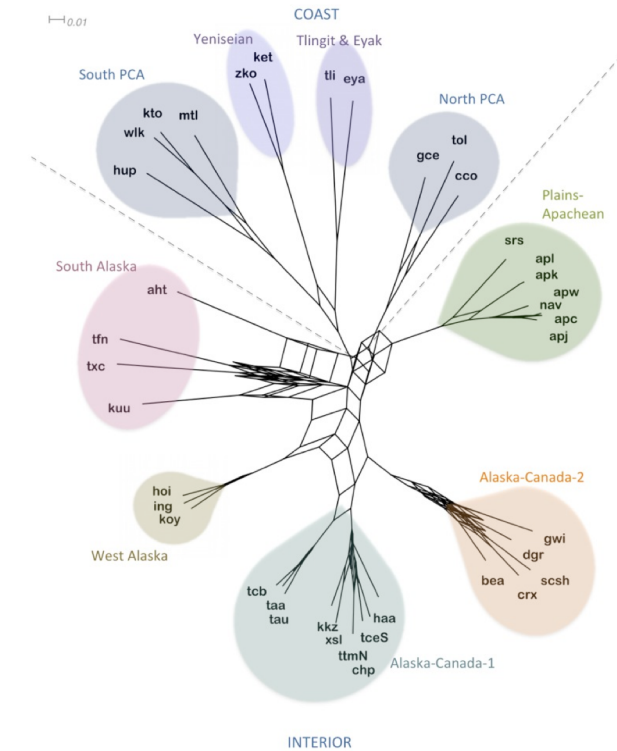 0.01
COAST
Yeniseian
Tlingit & Eyak
ket
zko
tli eya
South PCA
kto mtl
wlk
hup
North PCA
tol
gce
cco
Plains-
Apachean
srs
apl
apk
apw
nav
apc
apj
South Alaska
aht
tfn
txc
kuu
hoi
ing
koy
West Alaska
Alaska-Canada-2
gwi
dgr
bea scsh
crx
tcb
taa
tau
kkz haa
xsl tceS
ttmN
chp
Alaska-Canada-1
INTERIOR